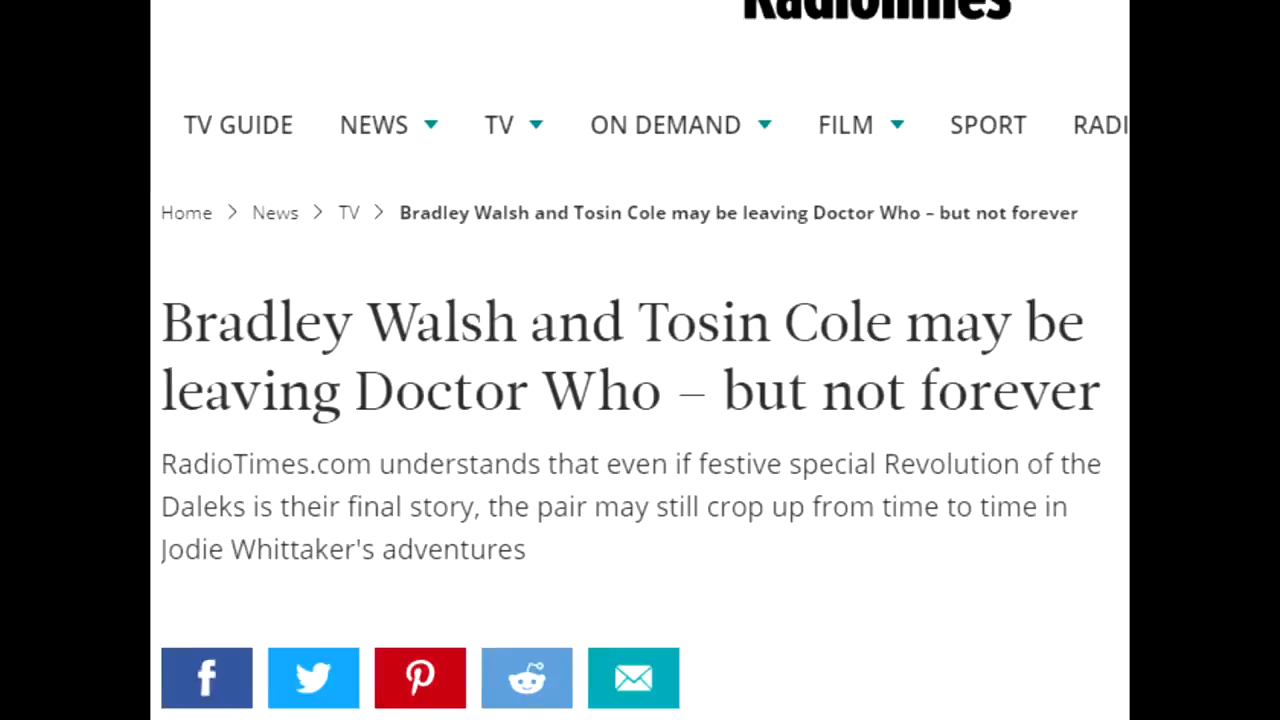 RadioTimes
TV GUIDE NEWS TV ON DEMAND FILM SPORT RADI
Home > News > TV > Bradley Walsh and Tosin Cole may be leaving Doctor Who – but not forever
Bradley Walsh and Tosin Cole may be
leaving Doctor Who – but not forever
RadioTimes.com understands that even if festive special Revolution of the
Daleks is their final story, the pair may still crop up from time to time in
Jodie Whittaker's adventures